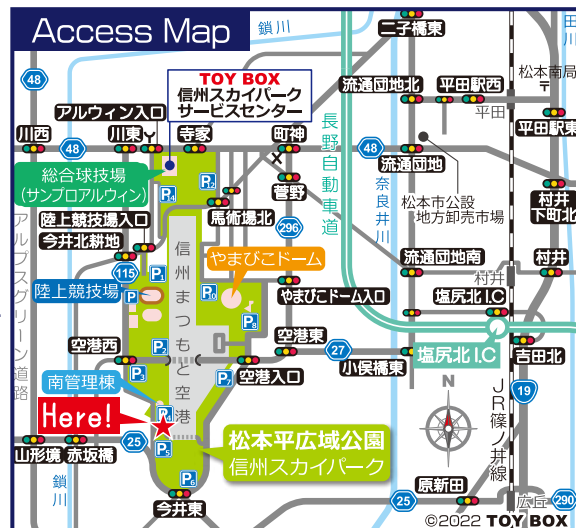 Access Map
鎖川
二子橋東
田川
48
TOY BOX
信州スカイパーク
サービスセンター
松本南局
〒
流通団地北
平田駅西
平田
アルウィン入口
川西
川東
寺家
町神
長野自動車道
48
48
流通団地
平田駅東
総合球技場
(サンプロアルウィン)
P4
P12
菅野
奈良井川
松本市公設
地方卸売市場
村井
下町北
陸上競技場入口
馬術場北
296
今井北耕地
アルプスグリーン道路
信州まつもと空港
流通団地南
村井
村井
115
P1
やまびこドーム
陸上競技場
P
P10
やまびこドーム入口
塩尻北I.C
P8
空港西
P2
空港東
27
塩尻北I.C
吉田北
P3
P7
空港入口
小俣橋東
南管理棟
N
JR篠ノ井線
19
Here!
P4
25
P5
松本平広域公園
信州スカイパーク
山形境
赤坂橋
鎖川
P6
原新田
25
広丘
290
今井東
©2022 TOY BOX